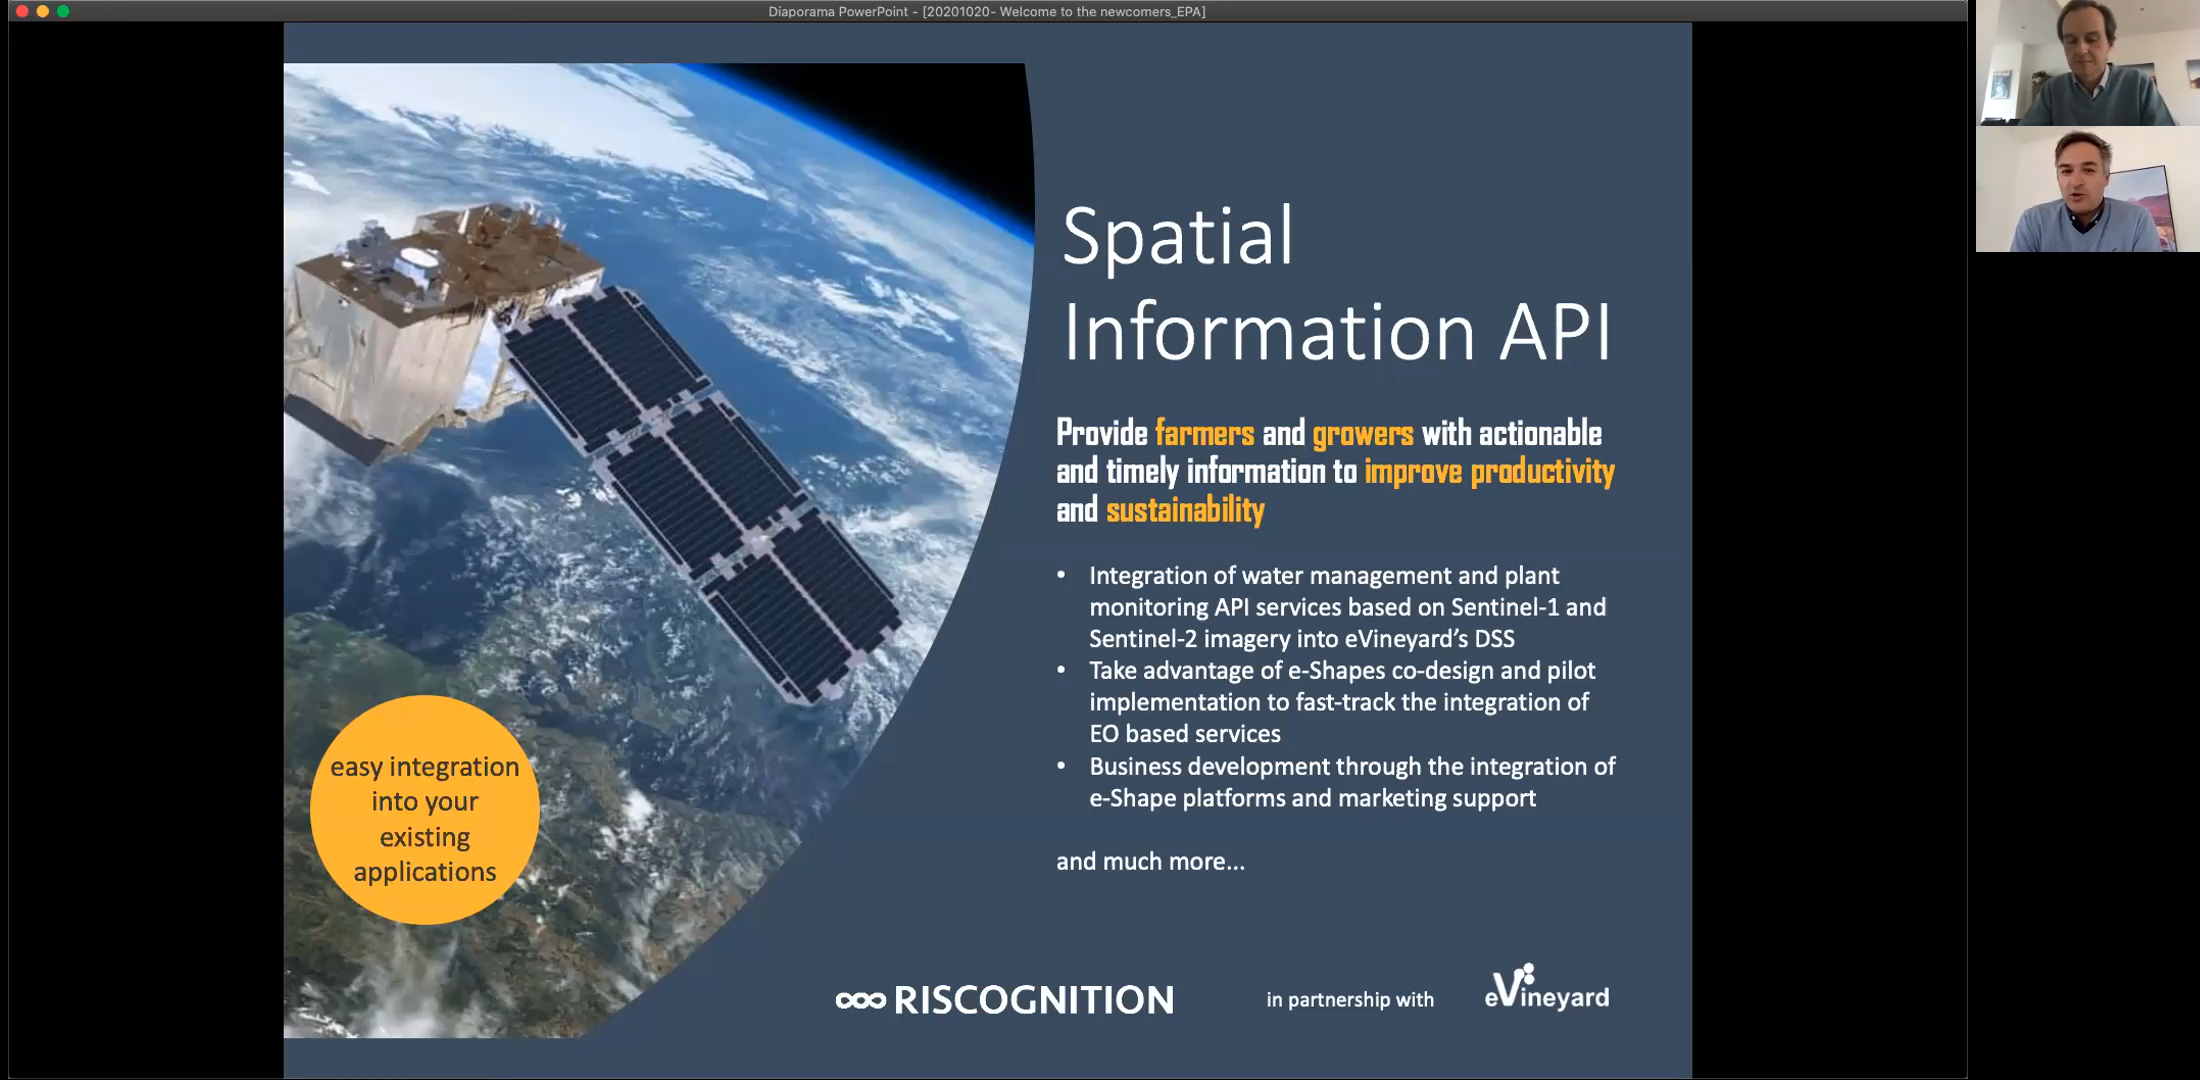 Diaporama PowerPoint - [20201020- Welcome to the newcomers_EPA]
Spatial
Information API
Provide farmers and growers with actionable
and timely information to improve productivity
and sustainability
• Integration of water management and plant
monitoring API services based on Sentinel-1 and
Sentinel-2 imagery into eVineyard’s DSS
• Take advantage of e-Shapes co-design and pilot
implementation to fast-track the integration of
EO based services
• Business development through the integration of
e-Shape platforms and marketing support
and much more...
easy integration
into your
existing
applications
RISCOGNITION
in partnership with
eVineyard